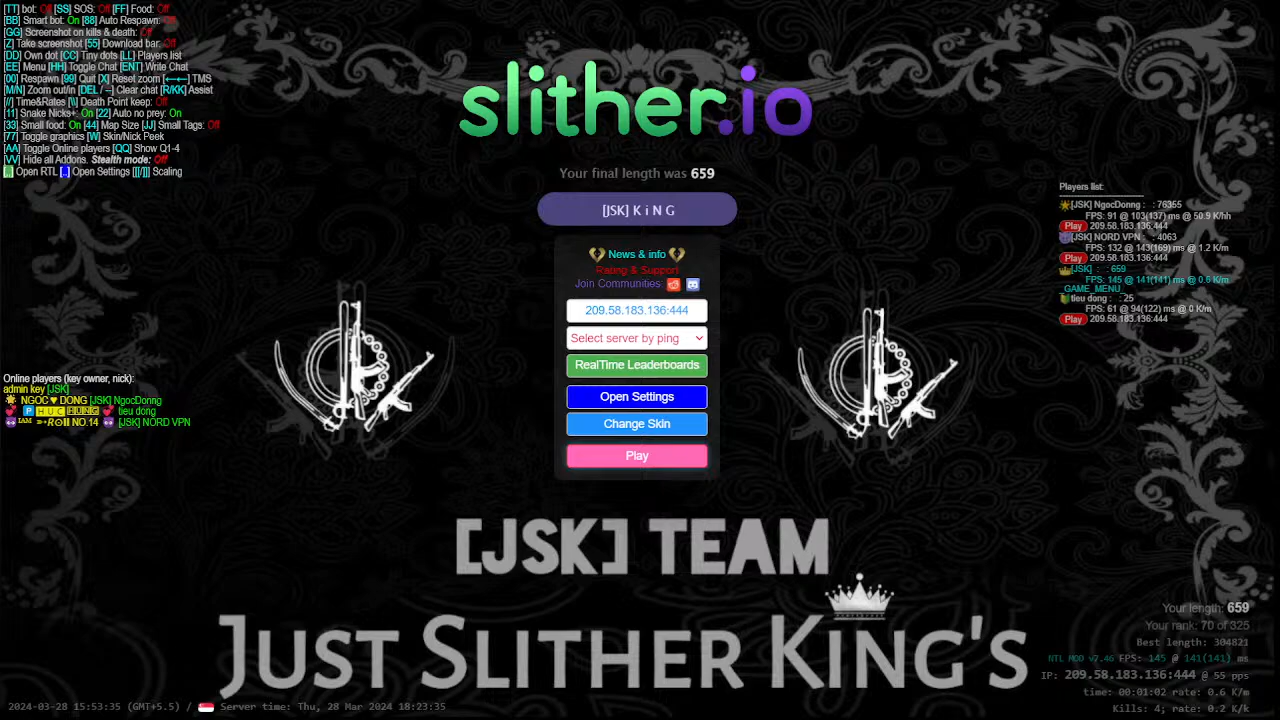 [TT] bot: Off [SS] SOS: Off [FF] Food: Off
[BB] Smart bot: On [88] Auto Respawn: Off
[GG] Screenshot on kills & death: Off
[Z] Take screenshot [55] Download bar: Off
[DD] Own dot [CC] Tiny dots [LL] Players list
[EE] Menu [HH] Toggle Chat [ENT] Write Chat
[00] Respawn [99] Quit [X] Reset zoom [←─←] TMS
[M/N] Zoom out/in [DEL / –] Clear chat [R/KK] Assist
[//] Time&Rates [\\] Death Point keep: Off
[11] Snake Nicks+: On [22] Auto no prey: On
[33] Small food: On [44] Map Size [JJ] Small Tags: Off
[77] Toggle graphics [W] Skin/Nick Peek
[AA] Toggle Online players [QQ] Show Q1-4
[VV] Hide all Addons. Stealth mode: Off
[.] Open RTL [,] Open Settings [[[/]]] Scaling
slither.io
Your final length was 659
[JSK] K i N G
News & info
Rating & Support
Join Communities
209.58.183.136:444
Select server by ping
RealTime Leaderboards
Open Settings
Change Skin
Play
Players list:
[JSK] NgocDonng : : 76355
FPS: 91 @ 103(137) ms @ 50.9 K/hh
Play 209.58.183.136:444
[JSK] NORD VPN : : 4063
FPS: 132 @ 143(169) ms @ 1.2 K/m
Play 209.58.183.136:444
[JSK] : : 659
FPS: 145 @ 141(141) ms @ 0.6 K/m
GAME_MENU
tieu dong : : 25
FPS: 61 @ 94(122) ms @ 0 K/m
Play 209.58.183.136:444
Online players (key owner, nick):
admin key [JSK]
NGOC ♥ DONG [JSK] NgocDonng
P H U C HUNG tieu dong
IAM NO.14 [JSK] NORD VPN
[JSK] TEAM
JUST SLITHER KING'S
Your length: 659
Your rank: 70 of 325
Best length: 304821
NTL MOD v7.46 FPS: 145 @ 141(141) ms
IP: 209.58.183.136:444 @ 55 pps
time: 00:01:02 rate: 0.6 K/m
Kills: 4; rate: 0.2 K/k
2024-03-28 15:53:35 (GMT+5.5) / Server time: Thu, 28 Mar 2024 18:23:35